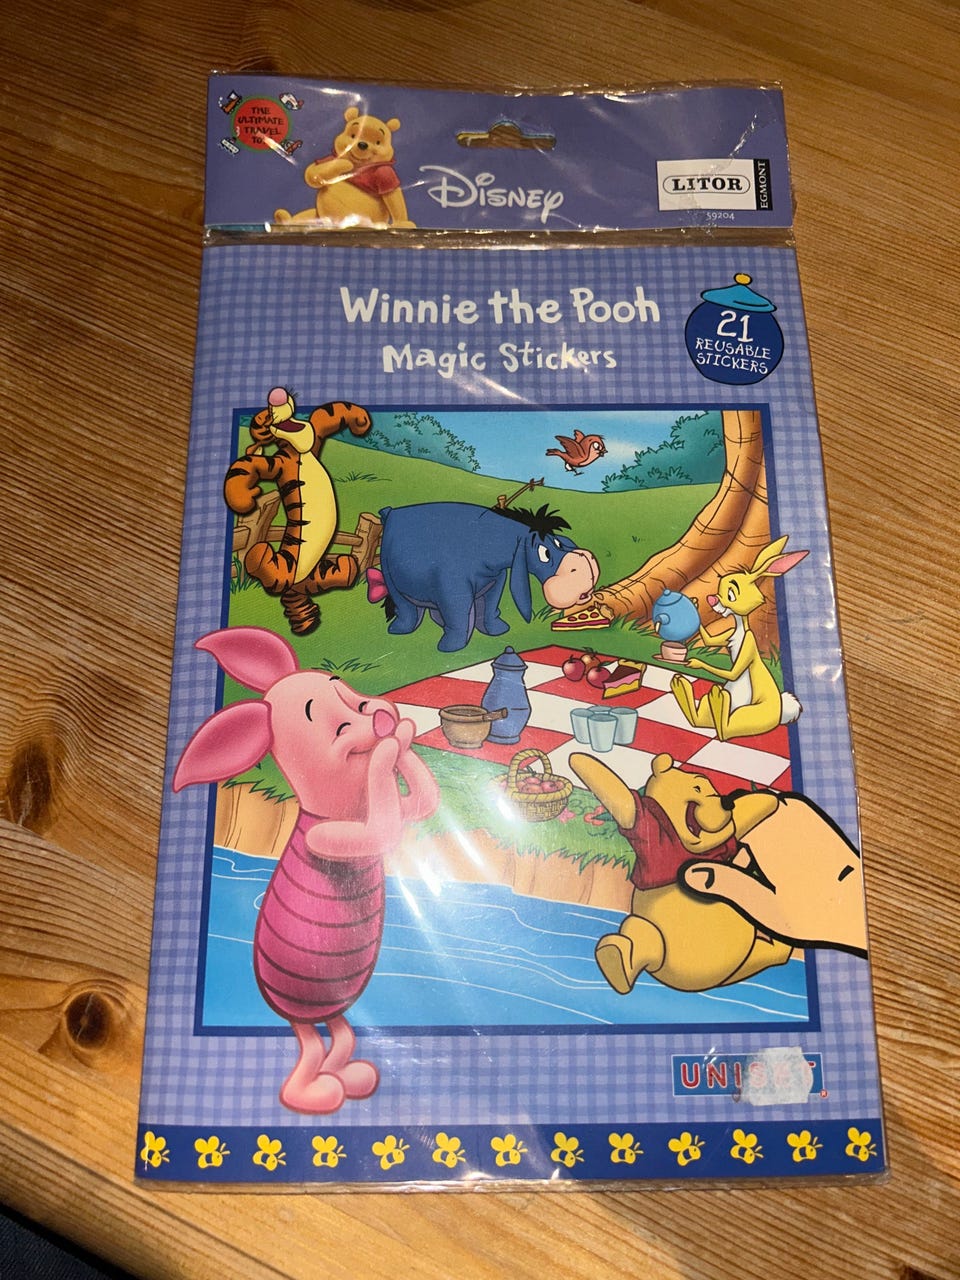 THE
ULTIMATE
TRAVEL
Disney
LITOR
EGMONT
59204
Winnie the Pooh
Magic Stickers
21
REUSABLE
STICKERS